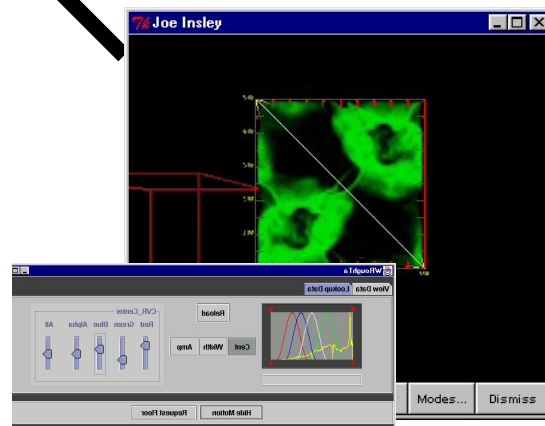 Joe Insley
WRoughTa
View Data Lookup Data
CVR_Center
Red Green Blue Alpha All
Reload
Cent Width Amp
Hide Motion Request Floor
Modes... Dismiss